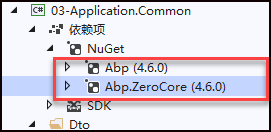 03-Application.Common
依赖项
NuGet
Abp (4.6.0)
Abp.ZeroCore (4.6.0)
SDK
Dto